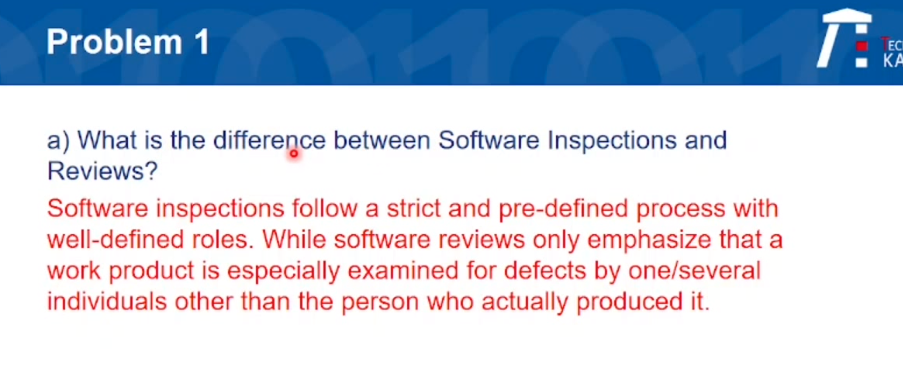 Problem 1
TEC
KA
a) What is the difference between Software Inspections and
Reviews?
Software inspections follow a strict and pre-defined process with
well-defined roles. While software reviews only emphasize that a
work product is especially examined for defects by one/several
individuals other than the person who actually produced it.